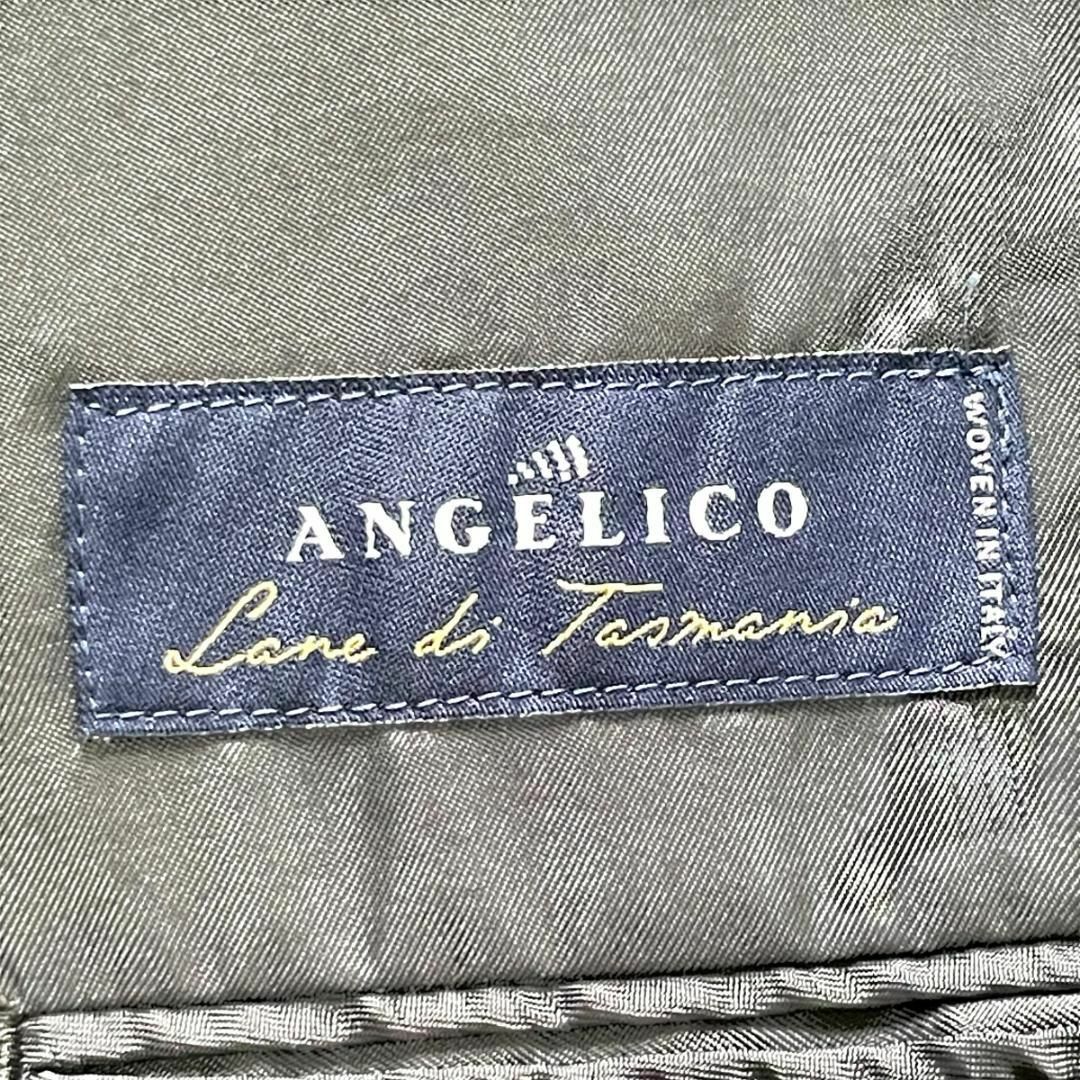 ANGELICO
Lane di Tasmania
WOVEN IN ITALY